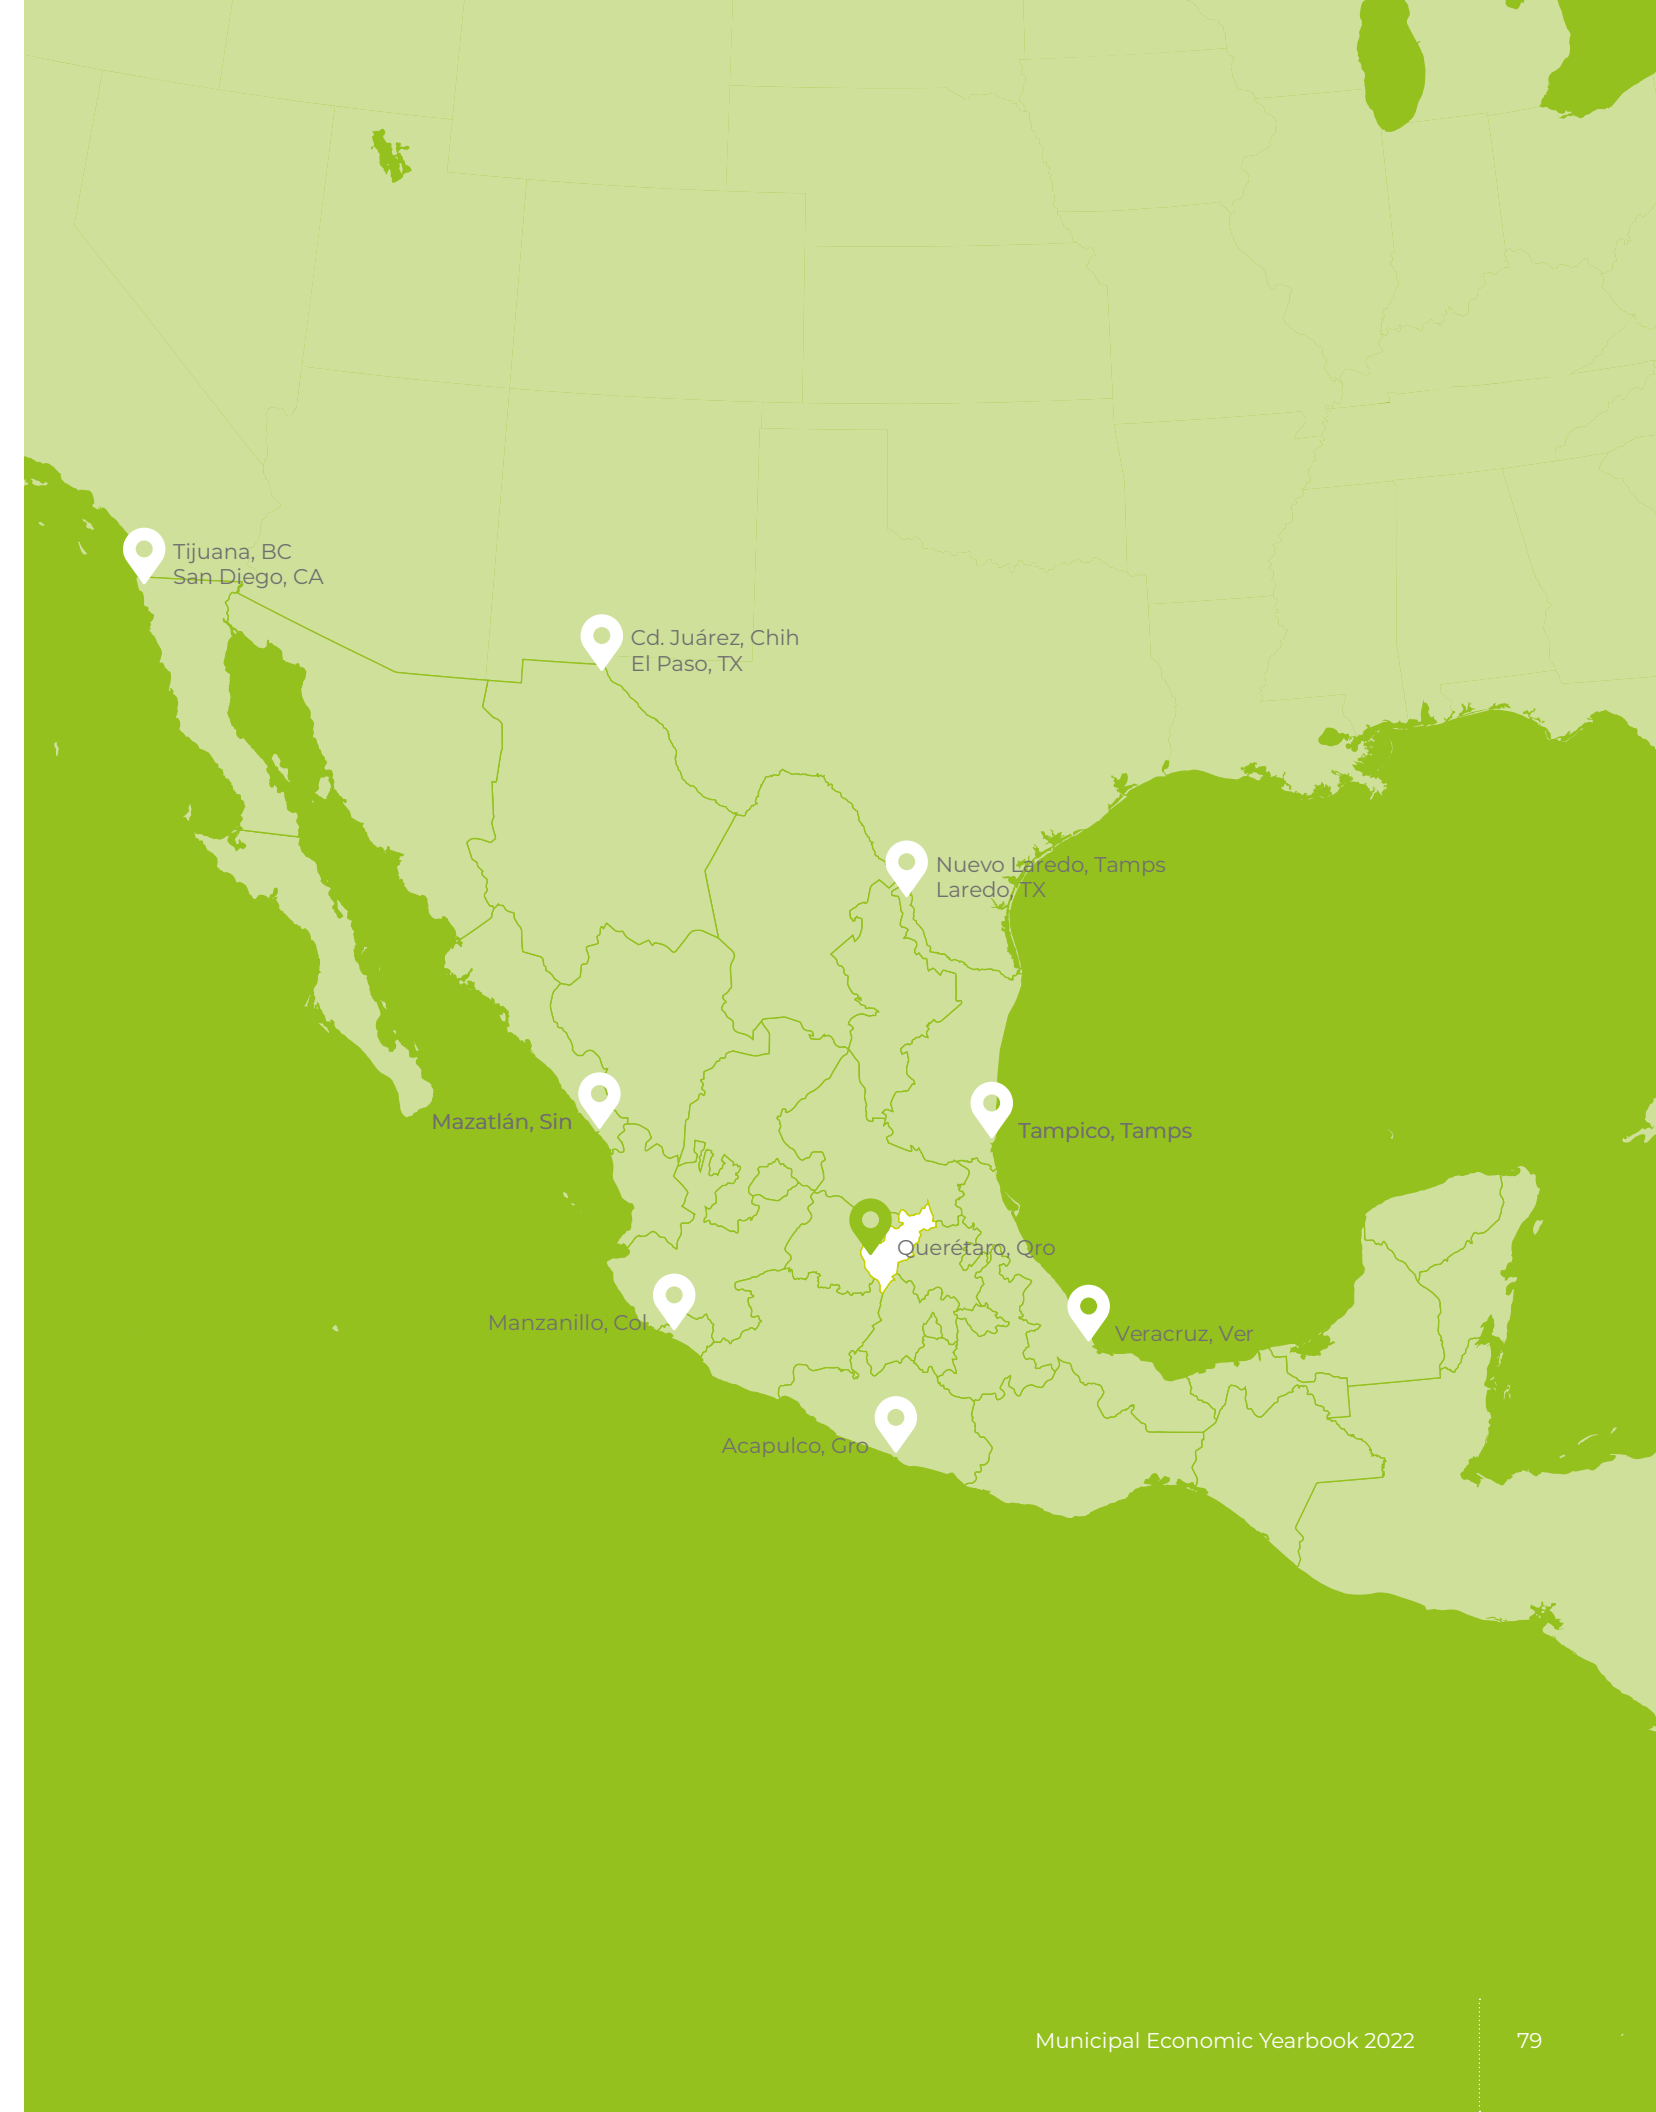 Tijuana, BC
San Diego, CA
Cd. Juárez, Chih
El Paso, TX
Nuevo Laredo, Tamps
Laredo, TX
Mazatlán, Sin
Tampico, Tamps
Querétaro, Qro
Manzanillo, Col
Veracruz, Ver
Acapulco, Gro
Municipal Economic Yearbook 2022
79